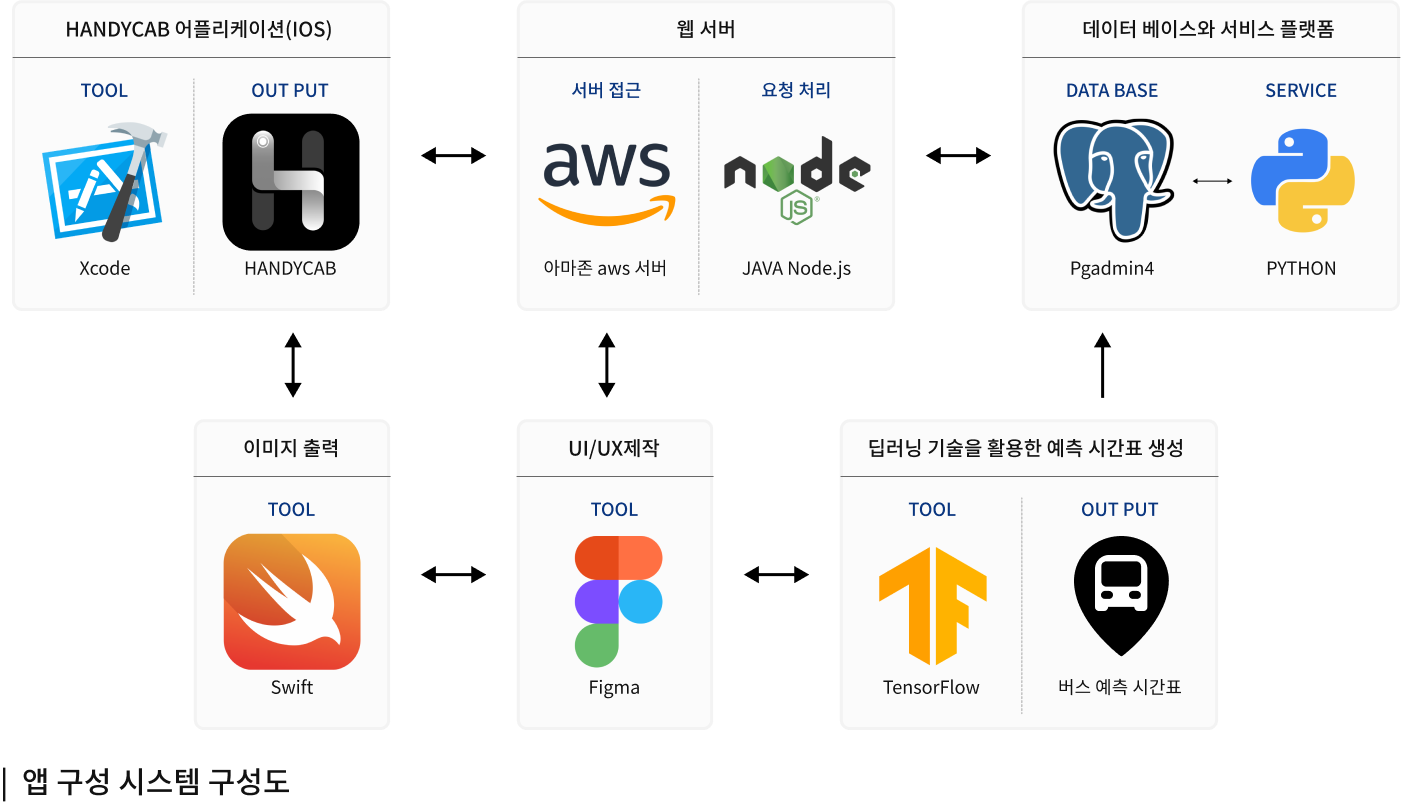 HANDYCAB 어플리케이션(IOS)
TOOL
OUT PUT
Xcode
HANDYCAB
웹 서버
서버 접근
요청 처리
aws
node
JS
®
아마존 aws 서버
JAVA Node.js
데이터 베이스와 서비스 플랫폼
DATA BASE
SERVICE
Pgadmin4
PYTHON
이미지 출력
TOOL
Swift
UI/UX제작
TOOL
Figma
딥러닝 기술을 활용한 예측 시간표 생성
TOOL
OUT PUT
TensorFlow
버스 예측 시간표
| 앱 구성 시스템 구성도